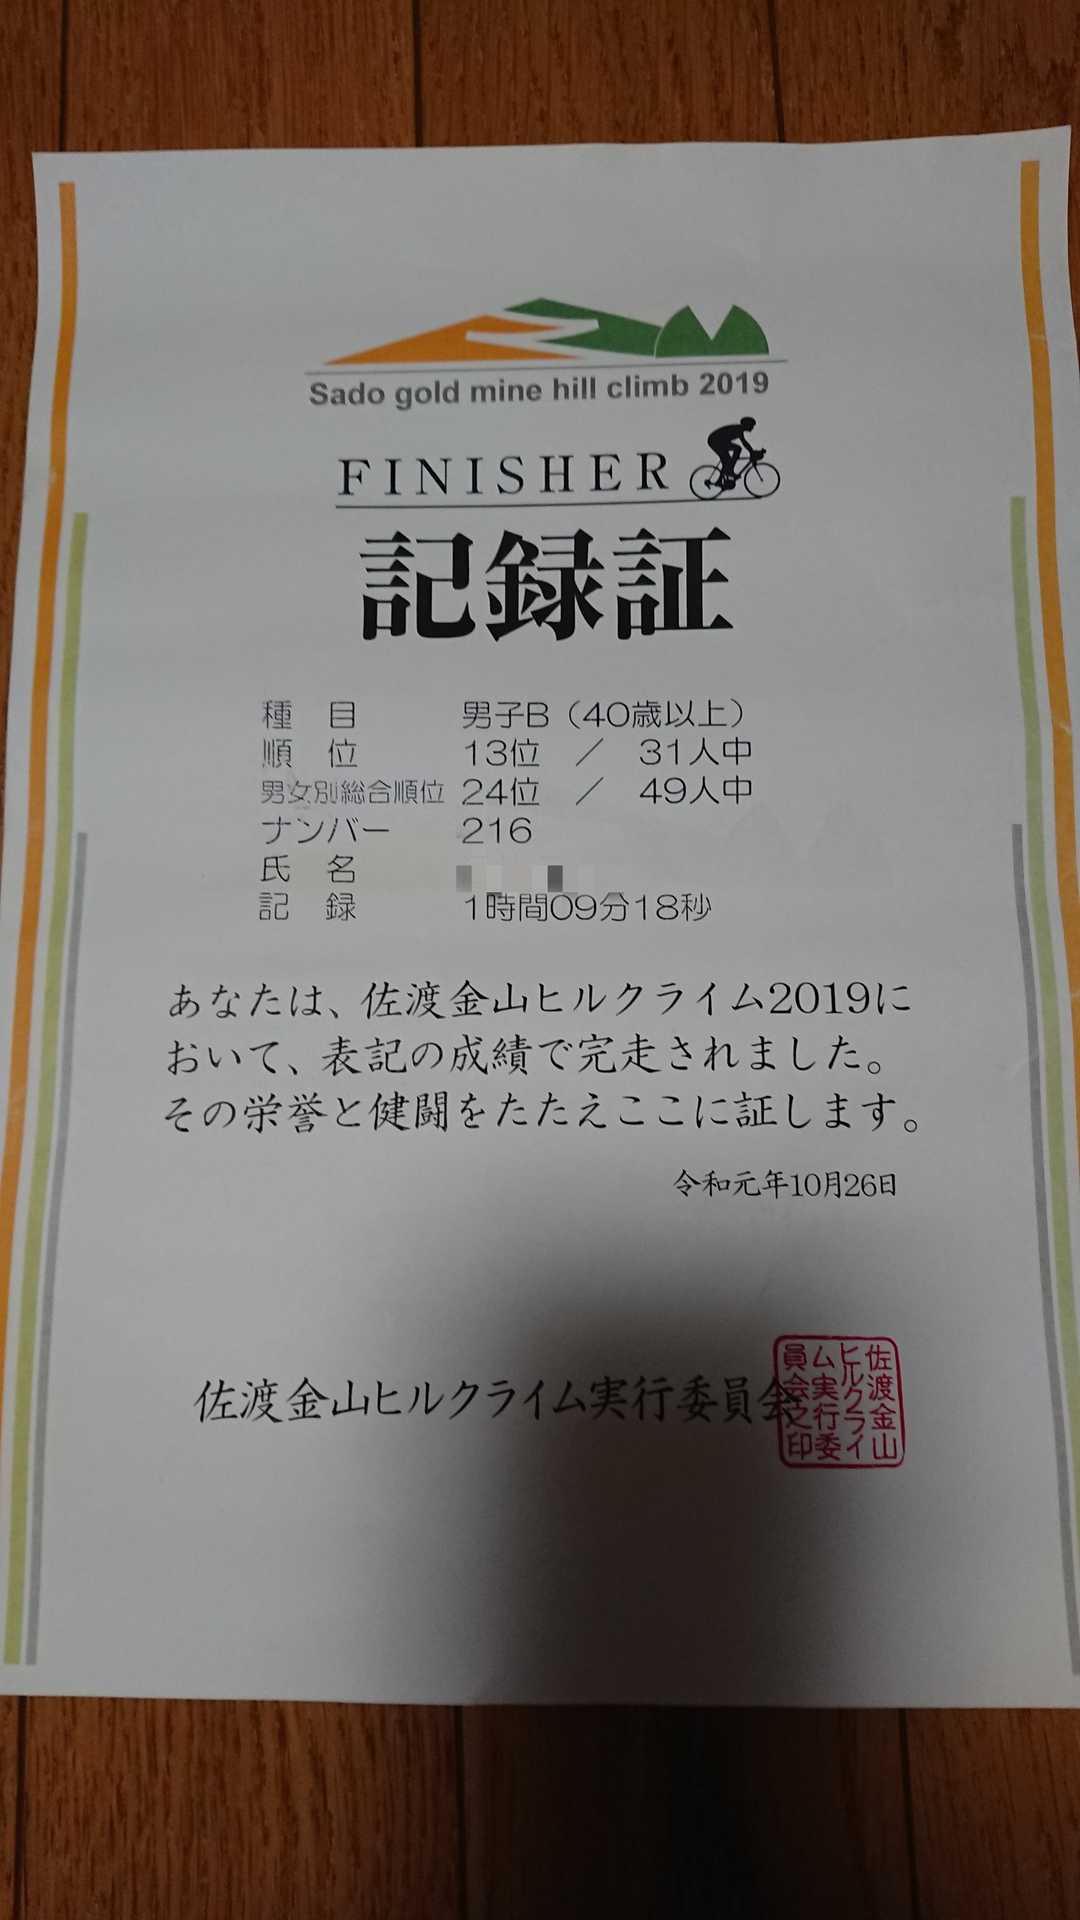 Sado gold mine hill climb 2019
FINISHER
記録証
種　目　男子B（40歳以上）
順　位　13位　／　31人中
男女別総合順位　24位　／　49人中
ナンバー　216
氏　名
記　録　1時間09分18秒
あなたは、佐渡金山ヒルクライム2019に
おいて、表記の成績で完走されました。
その栄誉と健闘をたたえここに証します。
令和元年10月26日
佐渡金山ヒルクライム実行委員会
佐渡金山
ヒルクライ
ム実行委
員会之印